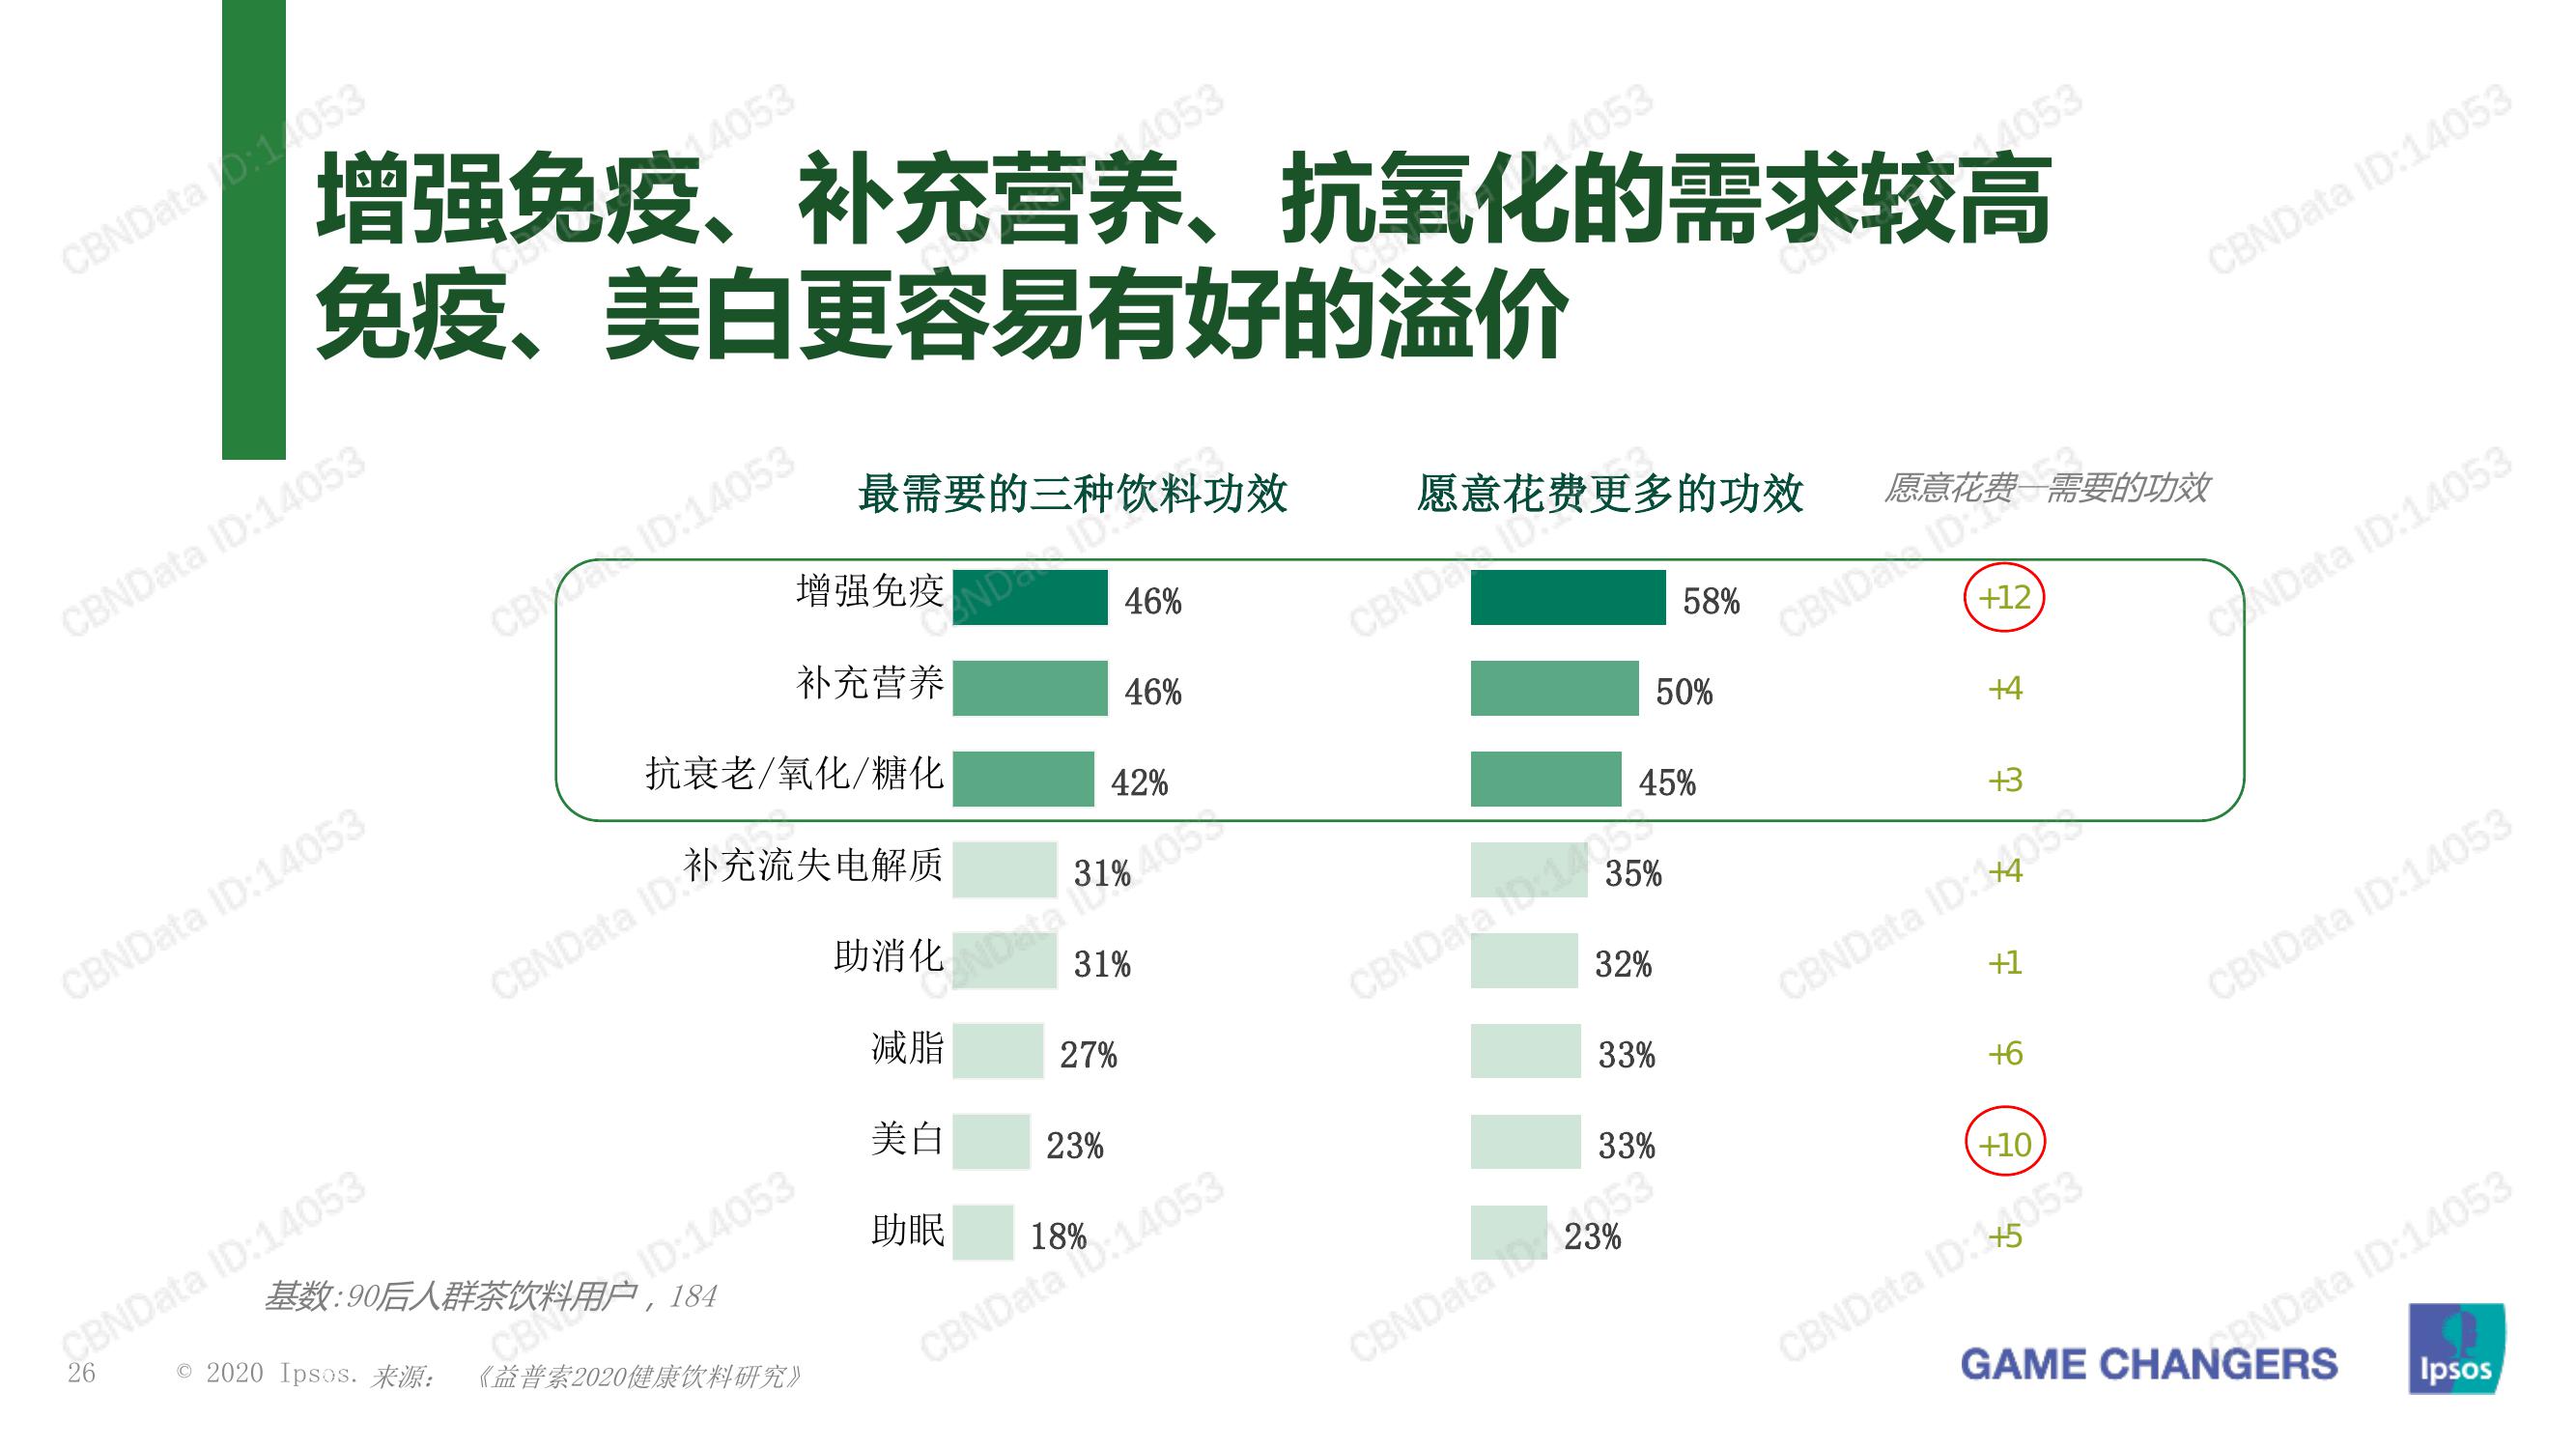 增强免疫、补充营养、抗氧化的需求较高
免疫、美白更容易有好的溢价
最需要的三种饮料功效 愿意花费更多的功效 愿意花费—需要的功效
增强免疫 46% 58% +12
补充营养 46% 50% +4
抗衰老/氧化/糖化 42% 45% +3
补充流失电解质 31% 35% +4
助消化 31% 32% +1
减脂 27% 33% +6
美白 23% 33% +10
助眠 18% 23% +5
基数:90后人群茶饮料用户，184
26 © 2020 Ipsos. 来源： 《益普索2020健康饮料研究》
GAME CHANGERS Ipsos
CBNData ID:14053